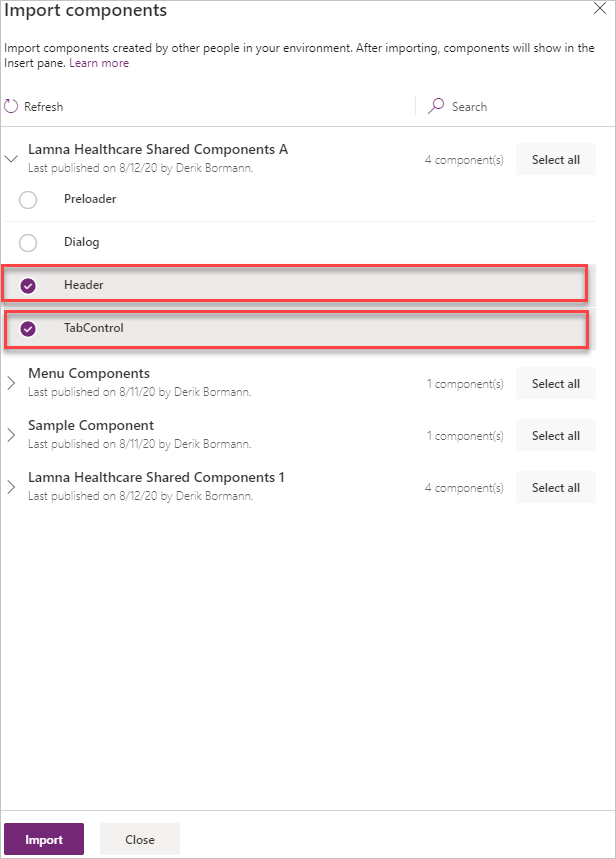 Import components
Import components created by other people in your environment. After importing, components will show in the
Insert pane. Learn more
Refresh
Search
Lamna Healthcare Shared Components A
Last published on 8/12/20 by Derik Bormann.
4 component(s)
Select all
Preloader
Dialog
Header
TabControl
Menu Components
Last published on 8/11/20 by Derik Bormann.
1 component(s)
Select all
Sample Component
Last published on 8/11/20 by Derik Bormann.
1 component(s)
Select all
Lamna Healthcare Shared Components 1
Last published on 8/12/20 by Derik Bormann.
4 component(s)
Select all
Import
Close